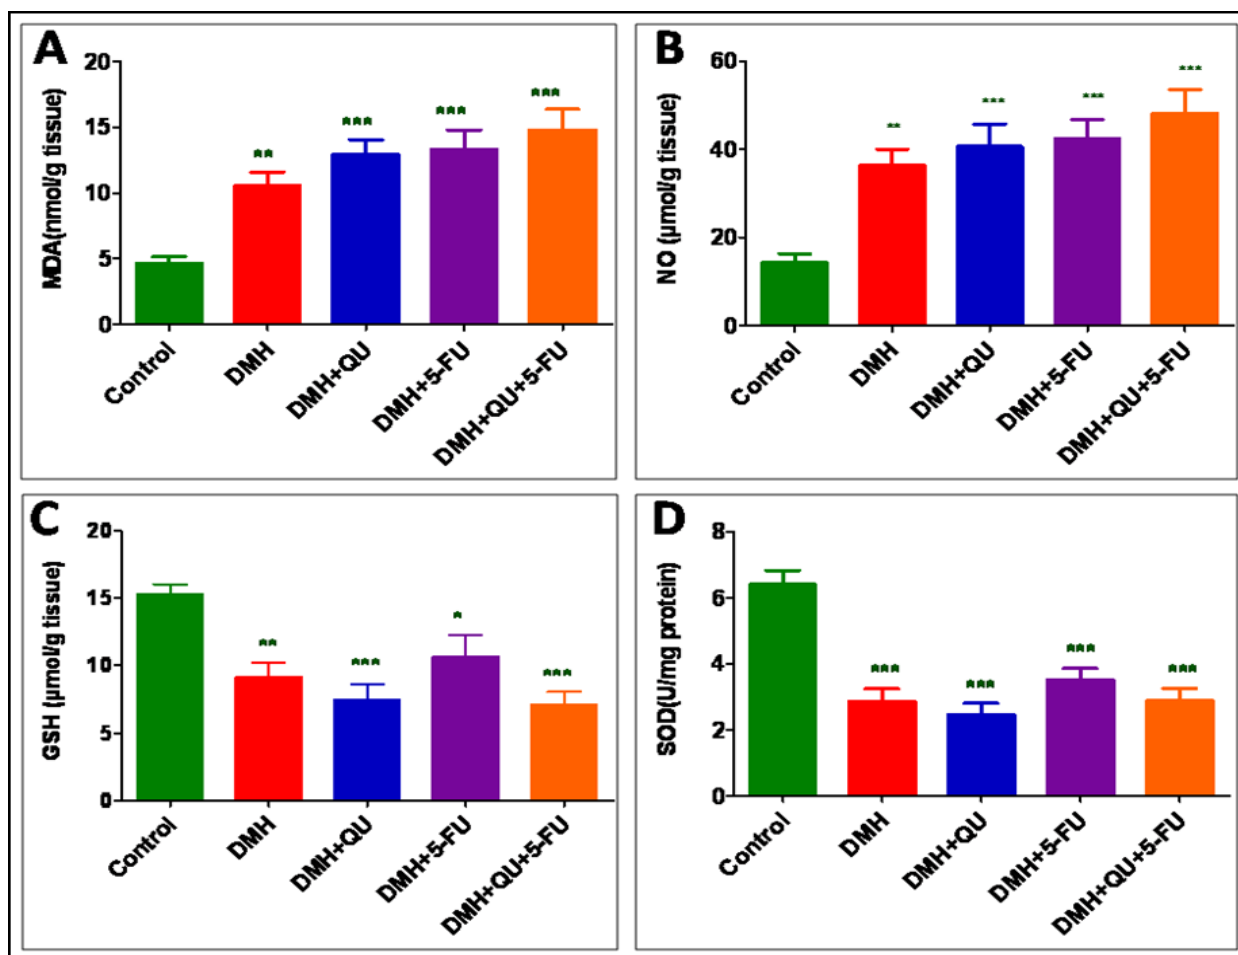 A
MDA(nmol/g tissue)
20
15
10
5
0
**
***
***
***
Control
DMH
DMH+QU
DMH+5-FU
DMH+QU+5-FU
B
NO (µmol/g tissue)
60
40
20
0
**
***
***
***
Control
DMH
DMH+QU
DMH+5-FU
DMH+QU+5-FU
C
GSH (µmol/g tissue)
20
15
10
5
0
**
***
*
***
Control
DMH
DMH+QU
DMH+5-FU
DMH+QU+5-FU
D
SOD(U/mg protein)
8
6
4
2
0
***
***
***
***
Control
DMH
DMH+QU
DMH+5-FU
DMH+QU+5-FU